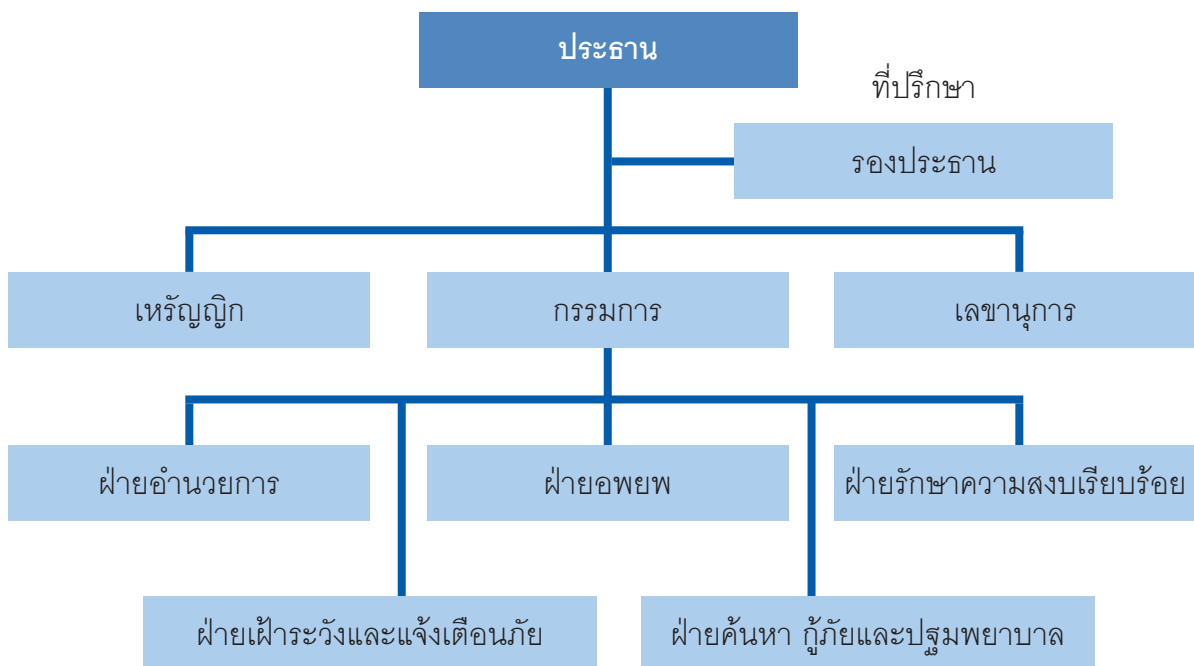 ประธาน
ที่ปรึกษา
รองประธาน
เหรัญญิก
กรรมการ
เลขานุการ
ฝ่ายอำนวยการ
ฝ่ายอพยพ
ฝ่ายรักษาความสงบเรียบร้อย
ฝ่ายเฝ้าระวังและแจ้งเตือนภัย
ฝ่ายค้นหา กู้ภัยและปฐมพยาบาล